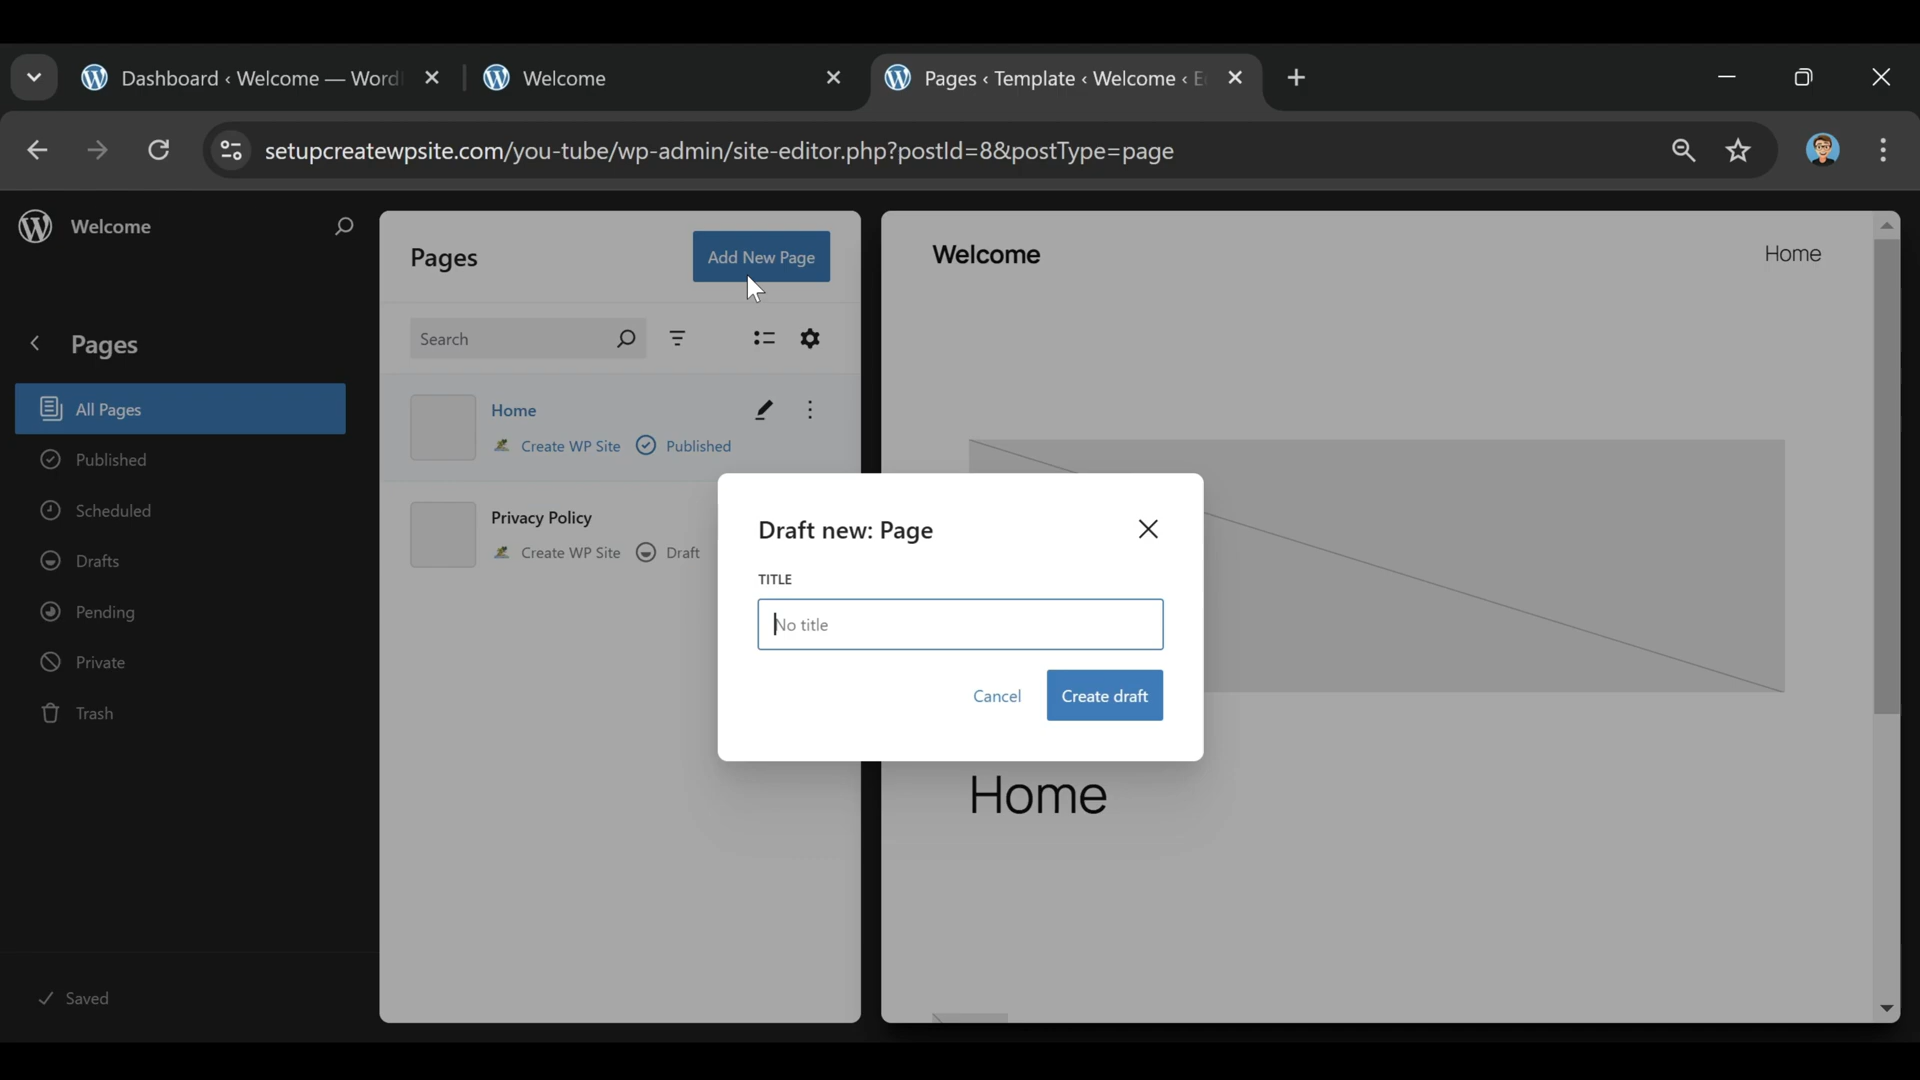 Dashboard ‹ Welcome — Word
Welcome
Pages ‹ Template ‹ Welcome ‹ E
setupcreatewpsite.com/you-tube/wp-admin/site-editor.php?postId=8&postType=page
Welcome
Pages
All Pages
Published
Scheduled
Drafts
Pending
Private
Trash
Saved
Pages
Add New Page
Search
Home
Create WP Site Published
Privacy Policy
Create WP Site Draft
Welcome
Home
Home
Draft new: Page
TITLE
No title
Cancel
Create draft